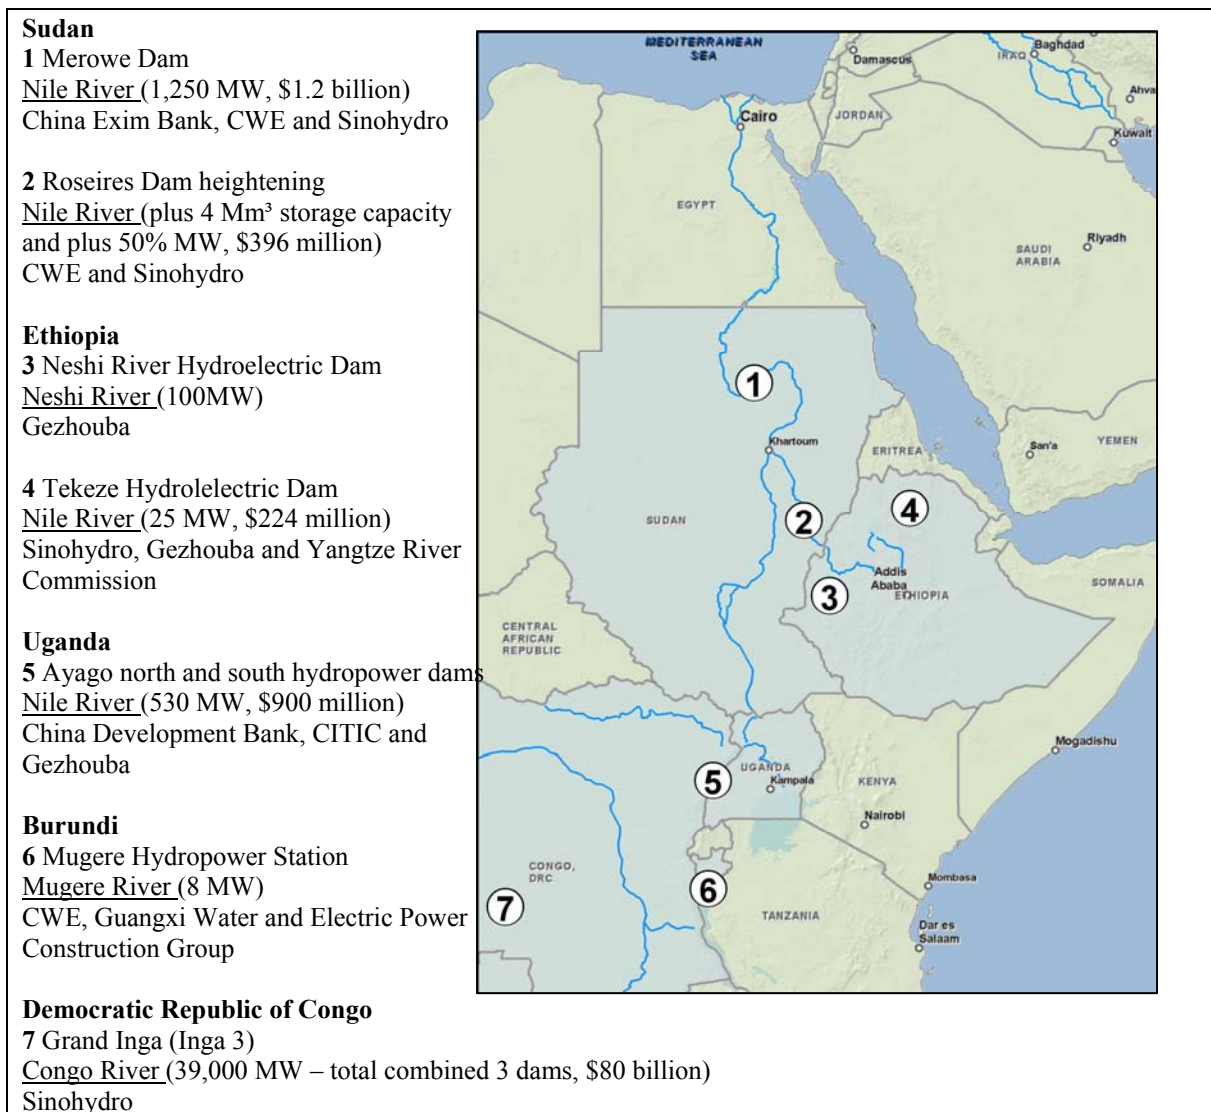 Sudan
1 Merowe Dam
Nile River (1,250 MW, $1.2 billion)
China Exim Bank, CWE and Sinohydro
2 Roseires Dam heightening
Nile River (plus 4 Mm³ storage capacity
and plus 50% MW, $396 million)
CWE and Sinohydro
Ethiopia
3 Neshi River Hydroelectric Dam
Neshi River (100MW)
Gezhouba
4 Tekeze Hydrolelectric Dam
Nile River (25 MW, $224 million)
Sinohydro, Gezhouba and Yangtze River
Commission
Uganda
5 Ayago north and south hydropower dams
Nile River (530 MW, $900 million)
China Development Bank, CITIC and
Gezhouba
Burundi
6 Mugere Hydropower Station
Mugere River (8 MW)
CWE, Guangxi Water and Electric Power
Construction Group
Democratic Republic of Congo
7 Grand Inga (Inga 3)
Congo River (39,000 MW – total combined 3 dams, $80 billion)
Sinohydro
MEDITERRANEAN
SEA
Damascus
Baghdad
IRAQ
Ahva
Cairo
JORDAN
Kuwait
EGYPT
Riyadh
SAUDI
ARABIA
1
Khartoum
ERITREA
San'a
YEMEN
SUDAN
2
4
Addis
Ababa
ETHIOPIA
3
SOMALIA
CENTRAL
AFRICAN
REPUBLIC
Mogadishu
5
UGANDA
Kampala
KENYA
Nairobi
CONGO,
DRC
6
Mombasa
7
TANZANIA
Dar es
Salaam